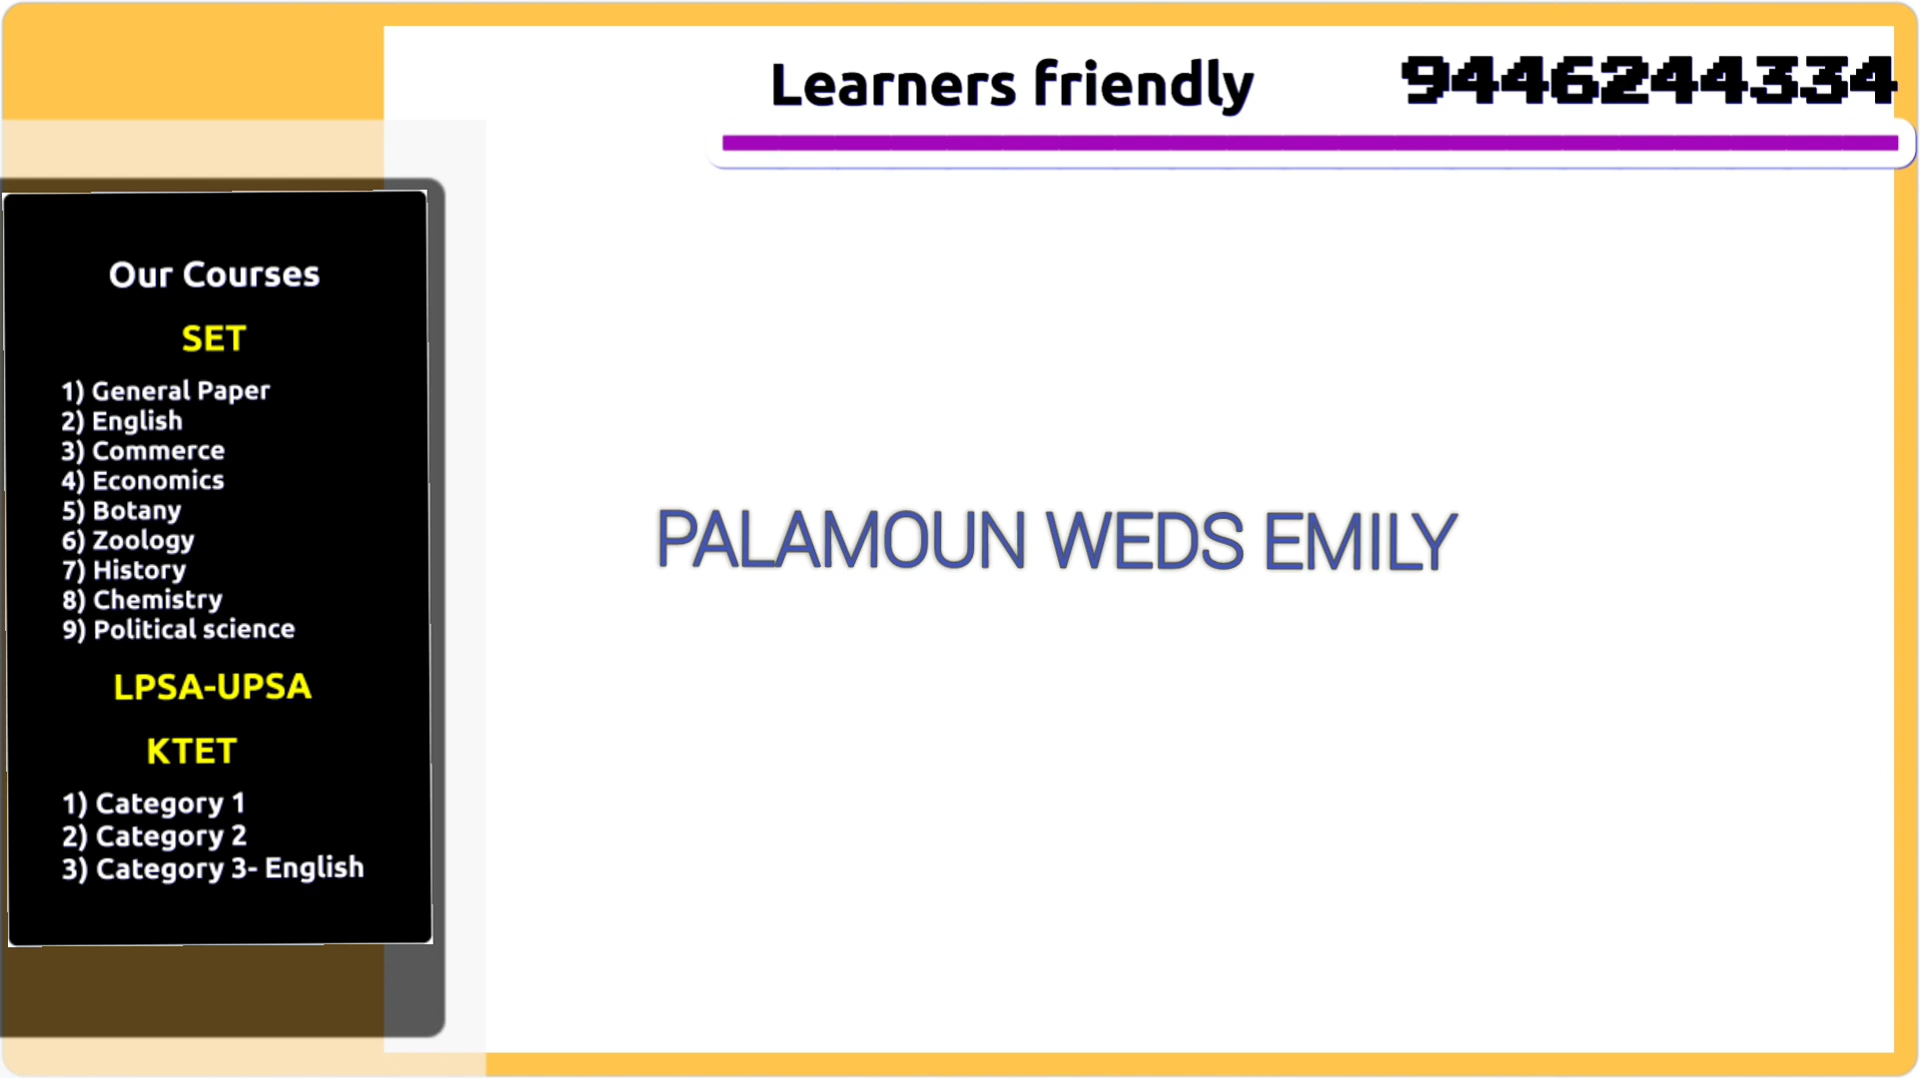 Learners friendly
9446244334
Our Courses
SET
1) General Paper
2) English
3) Commerce
4) Economics
5) Botany
6) Zoology
7) History
8) Chemistry
9) Political science
LPSA-UPSA
KTET
1) Category 1
2) Category 2
3) Category 3- English
PALAMOUN WEDS EMILY